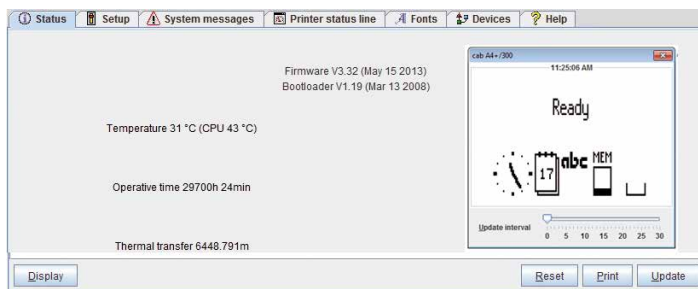 Status Setup System messages Printer status line Fonts Devices Help
Firmware V3.32 (May 15 2013)
Bootloader V1.19 (Mar 13 2008)
Temperature 31 °C (CPU 43 °C)
Operative time 29700h 24min
Thermal transfer 6448.791m
cab A4+/300
11:25:06 AM
Ready
17 abc MEM
Update interval
0 5 10 15 20 25 30
Display Reset Print Update